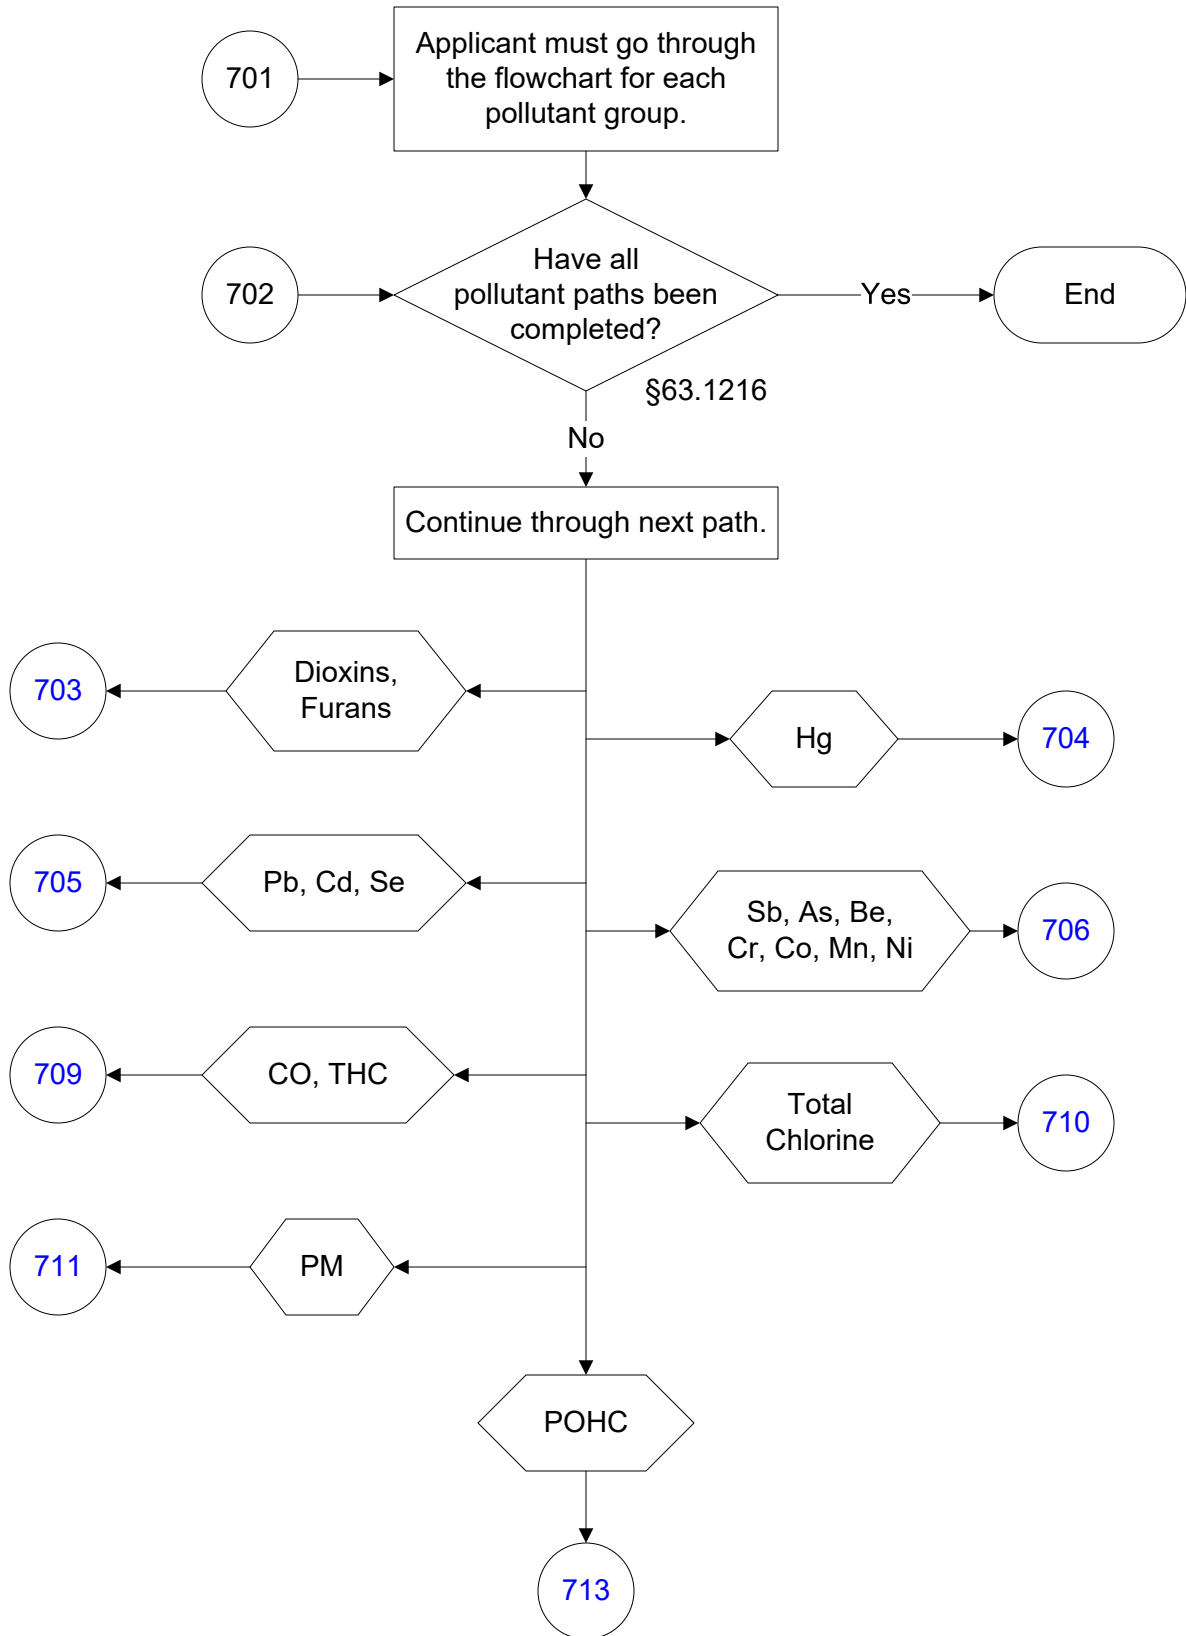 701
Applicant must go through
the flowchart for each
pollutant group.
702
Have all
pollutant paths been
completed?
Yes
End
§63.1216
No
Continue through next path.
703
Dioxins,
Furans
Hg
704
705
Pb, Cd, Se
Sb, As, Be,
Cr, Co, Mn, Ni
706
709
CO, THC
Total
Chlorine
710
711
PM
POHC
713